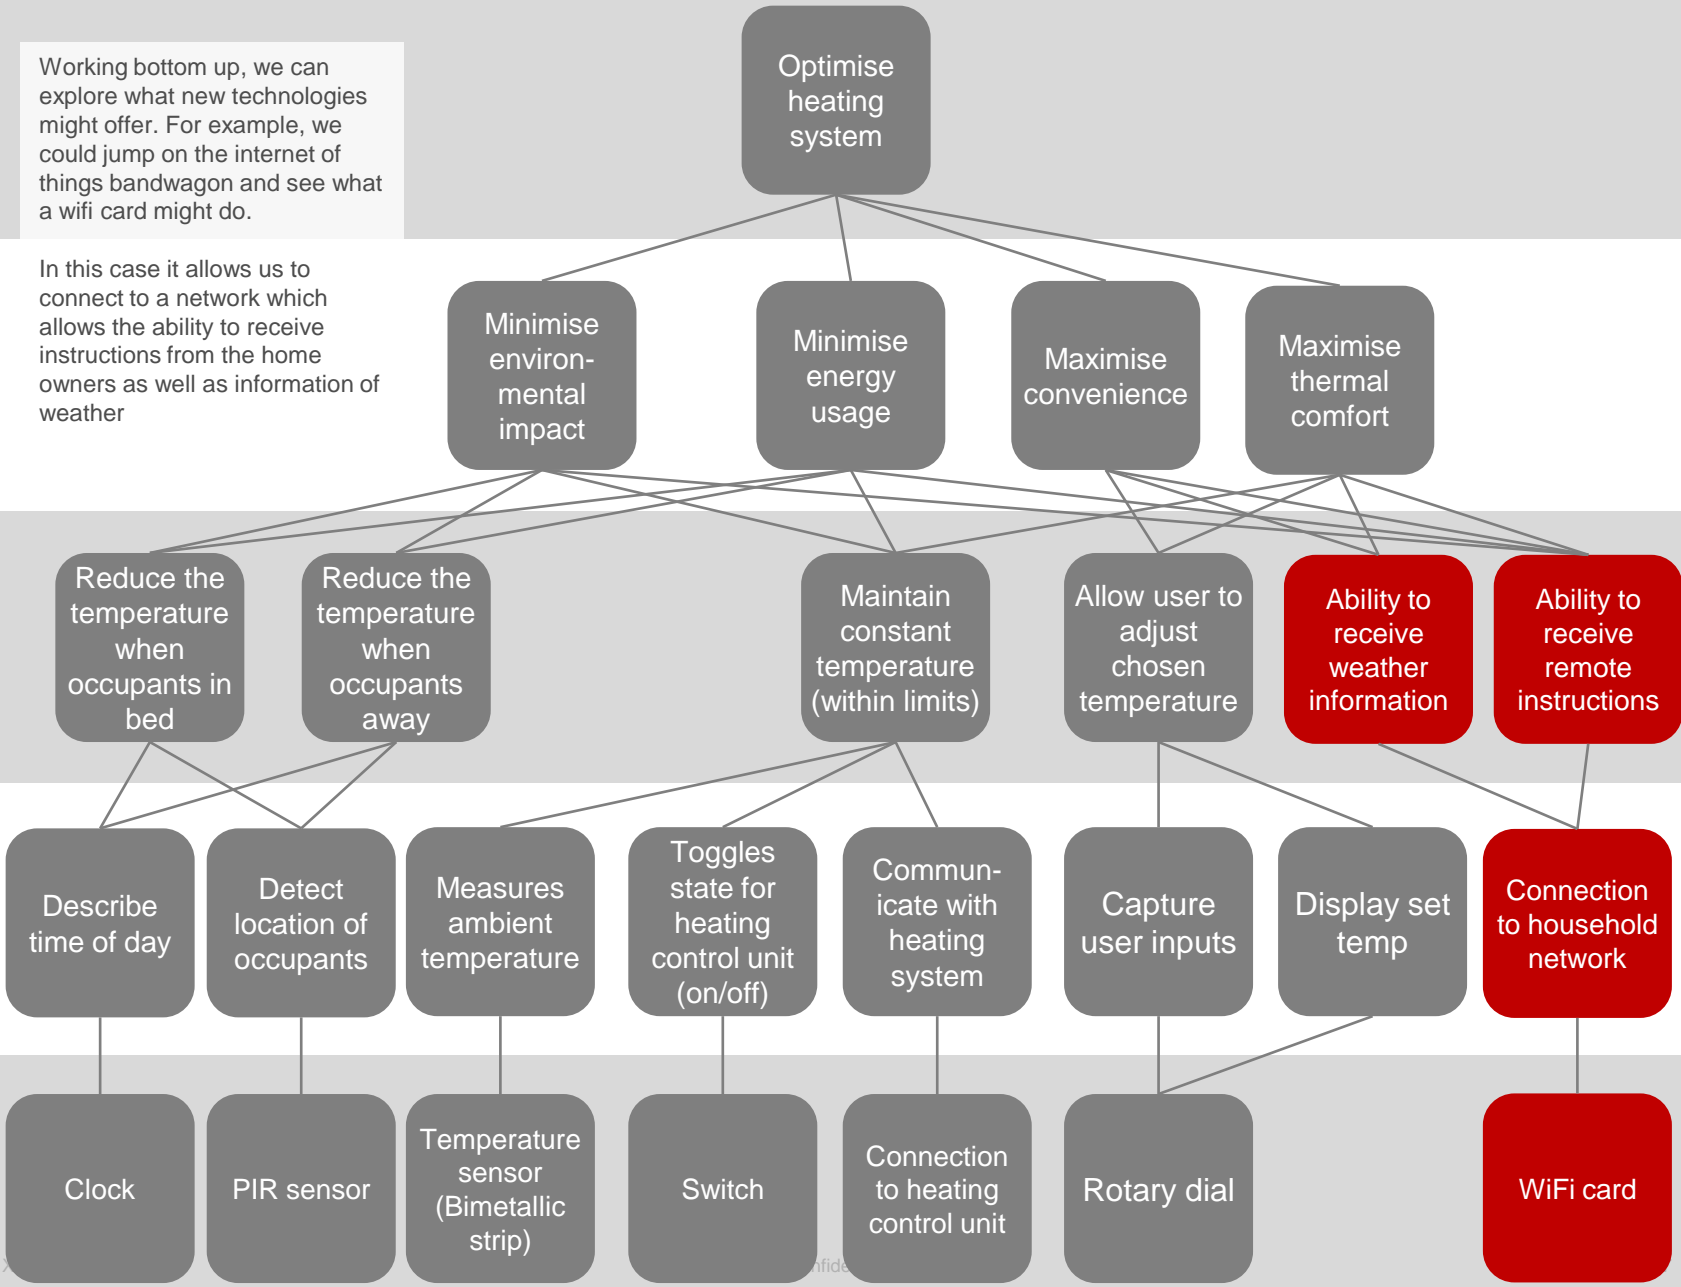 Working bottom up, we can
explore what new technologies
might offer. For example, we
could jump on the internet of
things bandwagon and see what
a wifi card might do.
In this case it allows us to
connect to a network which
allows the ability to receive
instructions from the home
owners as well as information of
weather
Optimise
heating
system
Minimise
environ-
mental
impact
Minimise
energy
usage
Maximise
convenience
Maximise
thermal
comfort
Reduce the
temperature
when
occupants in
bed
Reduce the
temperature
when
occupants
away
Maintain
constant
temperature
(within limits)
Allow user to
adjust
chosen
temperature
Ability to
receive
weather
information
Ability to
receive
remote
instructions
Describe
time of day
Detect
location of
occupants
Measures
ambient
temperature
Toggles
state for
heating
control unit
(on/off)
Commun-
icate with
heating
system
Capture
user inputs
Display set
temp
Connection
to household
network
Clock
PIR sensor
Temperature
sensor
(Bimetallic
strip)
Switch
Connection
to heating
control unit
Rotary dial
WiFi card